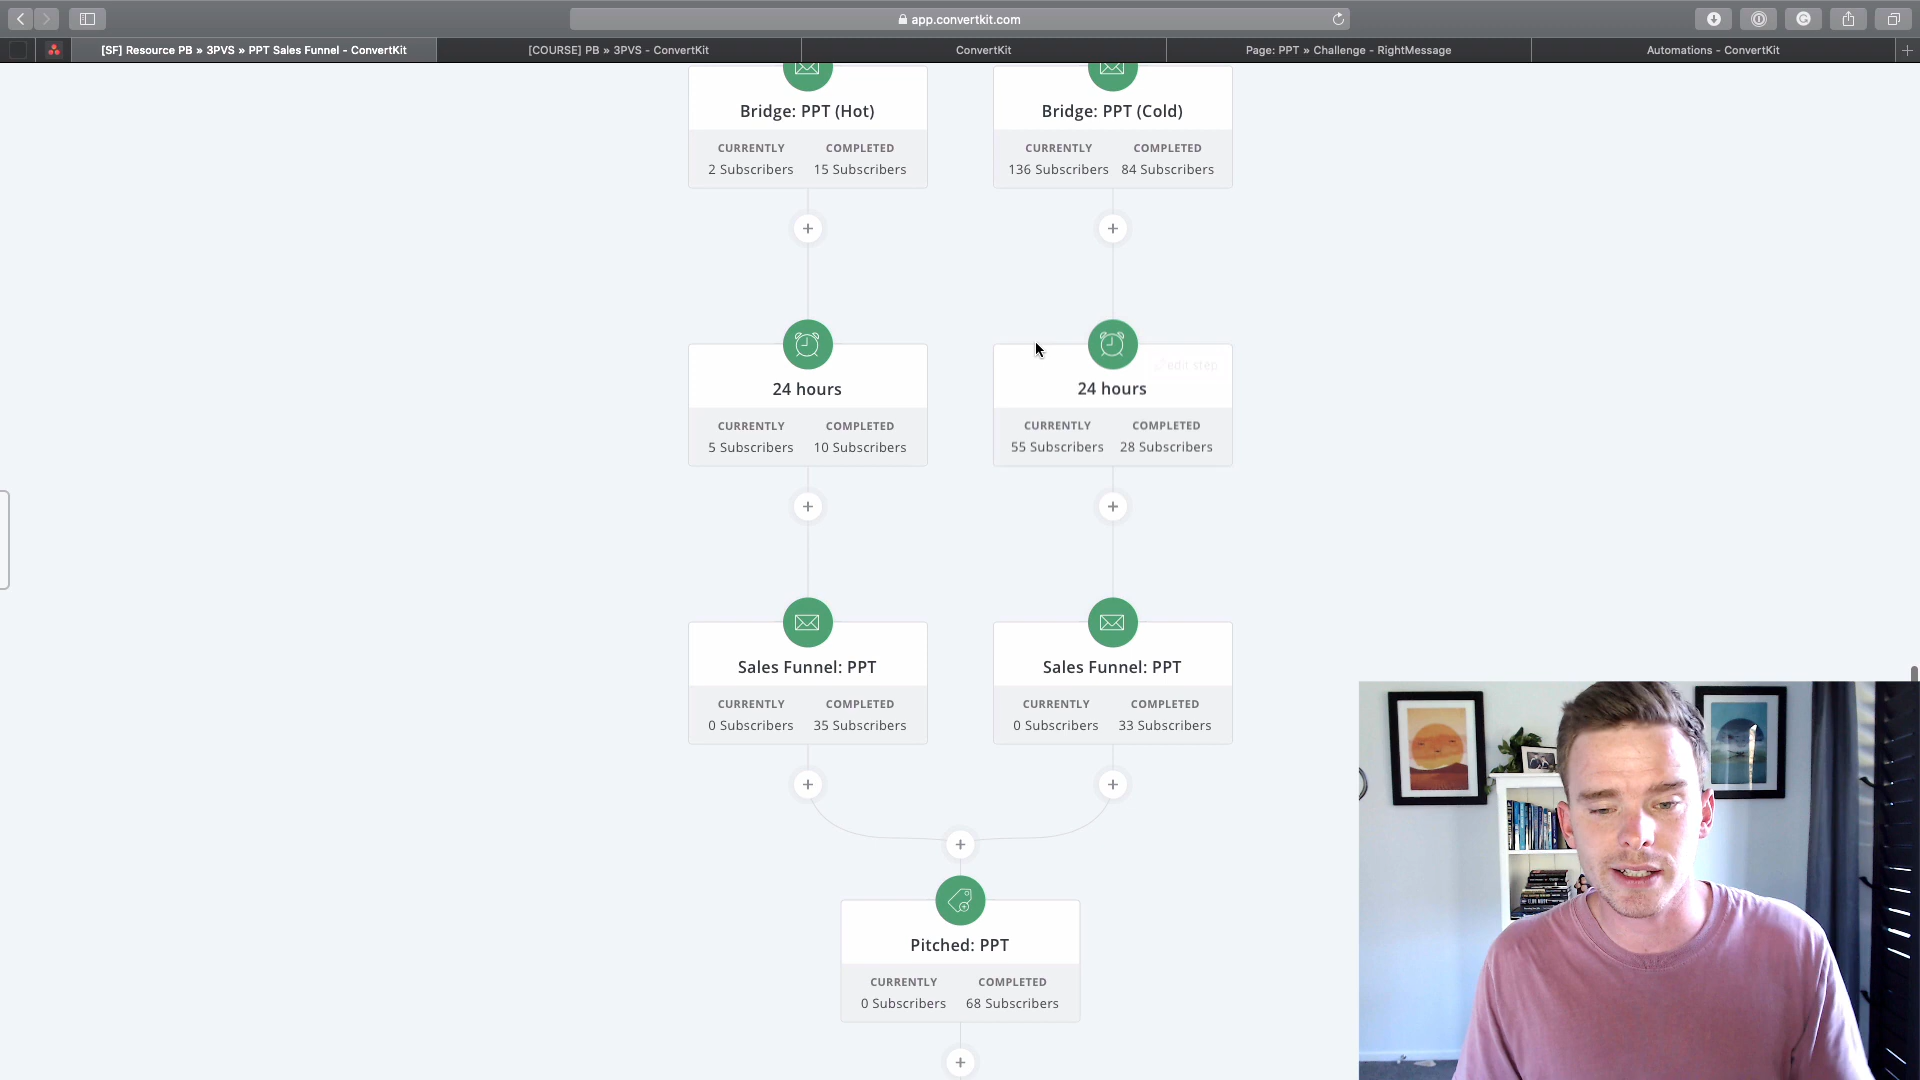 app.convertkit.com
[SF] Resource PB » 3PVS » PPT Sales Funnel - ConvertKit
[COURSE] PB » 3PVS - ConvertKit
ConvertKit
Page: PPT » Challenge - RightMessage
Automations - ConvertKit
Bridge: PPT (Hot)
CURRENTLY COMPLETED
2 Subscribers 15 Subscribers
Bridge: PPT (Cold)
CURRENTLY COMPLETED
136 Subscribers 84 Subscribers
24 hours
CURRENTLY COMPLETED
5 Subscribers 10 Subscribers
edit step
24 hours
CURRENTLY COMPLETED
55 Subscribers 28 Subscribers
Sales Funnel: PPT
CURRENTLY COMPLETED
0 Subscribers 35 Subscribers
Sales Funnel: PPT
CURRENTLY COMPLETED
0 Subscribers 33 Subscribers
Pitched: PPT
CURRENTLY COMPLETED
0 Subscribers 68 Subscribers